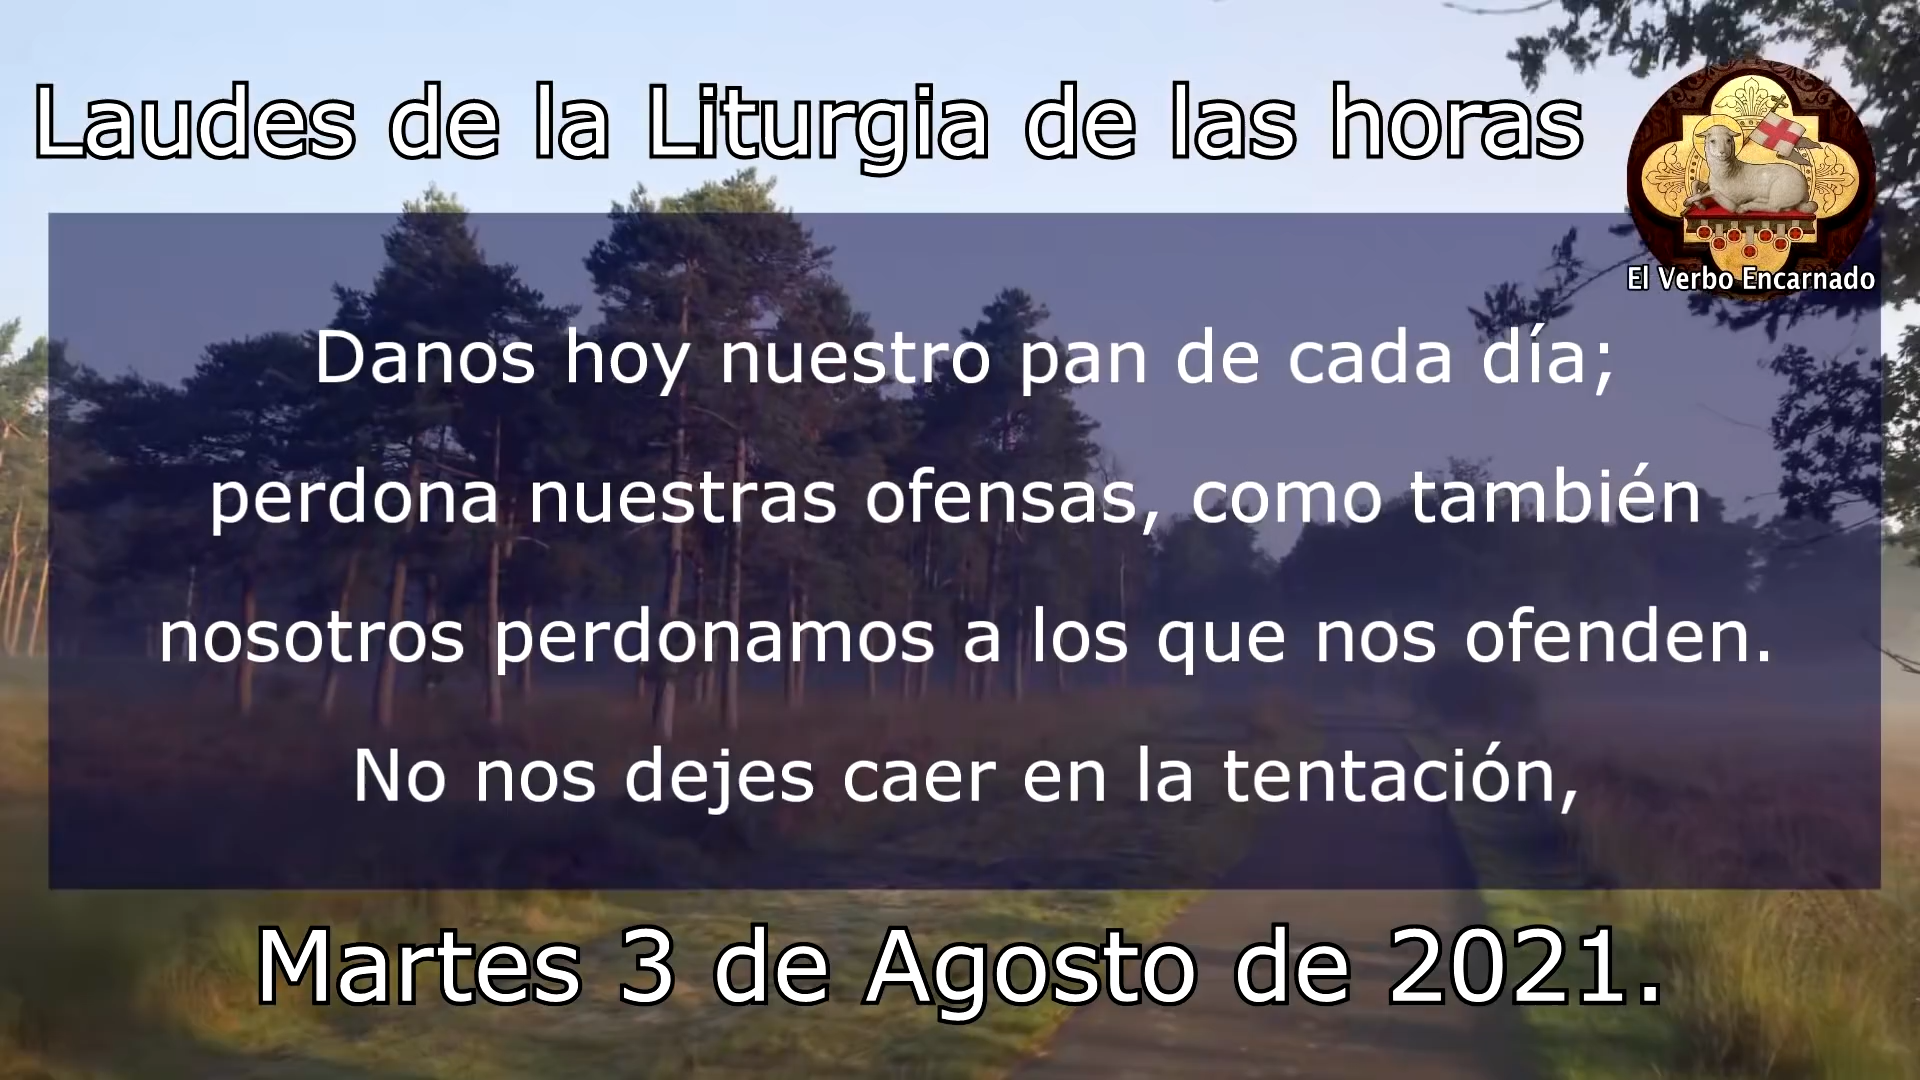 Laudes de la Liturgia de las horas
El Verbo Encarnado
Danos hoy nuestro pan de cada día;
perdona nuestras ofensas, como también
nosotros perdonamos a los que nos ofenden.
No nos dejes caer en la tentación,
Martes 3 de Agosto de 2021.